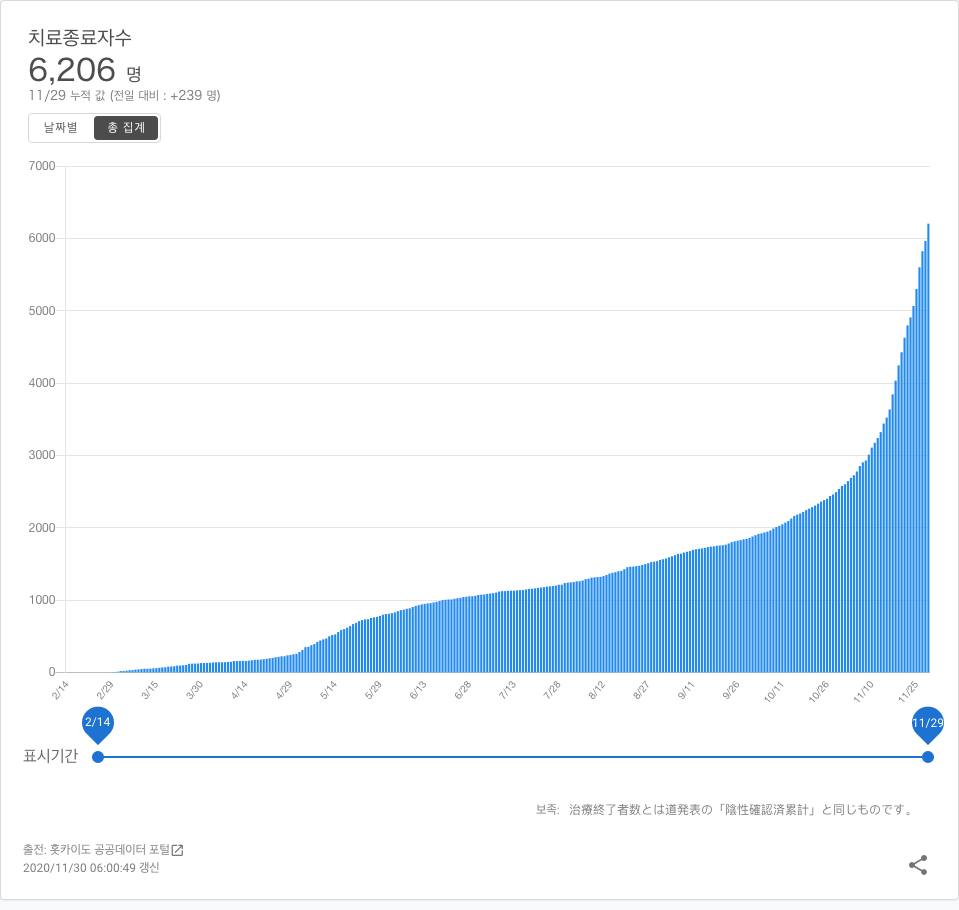 치료종료자수
6,206 명
11/29 누적 값 (전일 대비 : +239 명)
날짜별 총 집계
7000
6000
5000
4000
3000
2000
1000
0
2/14 2/29 3/15 3/30 4/14 4/29 5/14 5/29 6/13 6/28 7/13 7/28 8/12 8/27 9/11 9/26 10/11 10/26 11/10 11/25
2/14 11/29
표시기간
보족: 治療終了者数とは道発表の「陰性確認済累計」と同じものです。
출전: 홋카이도 공공데이터 포털
2020/11/30 06:00:49 갱신